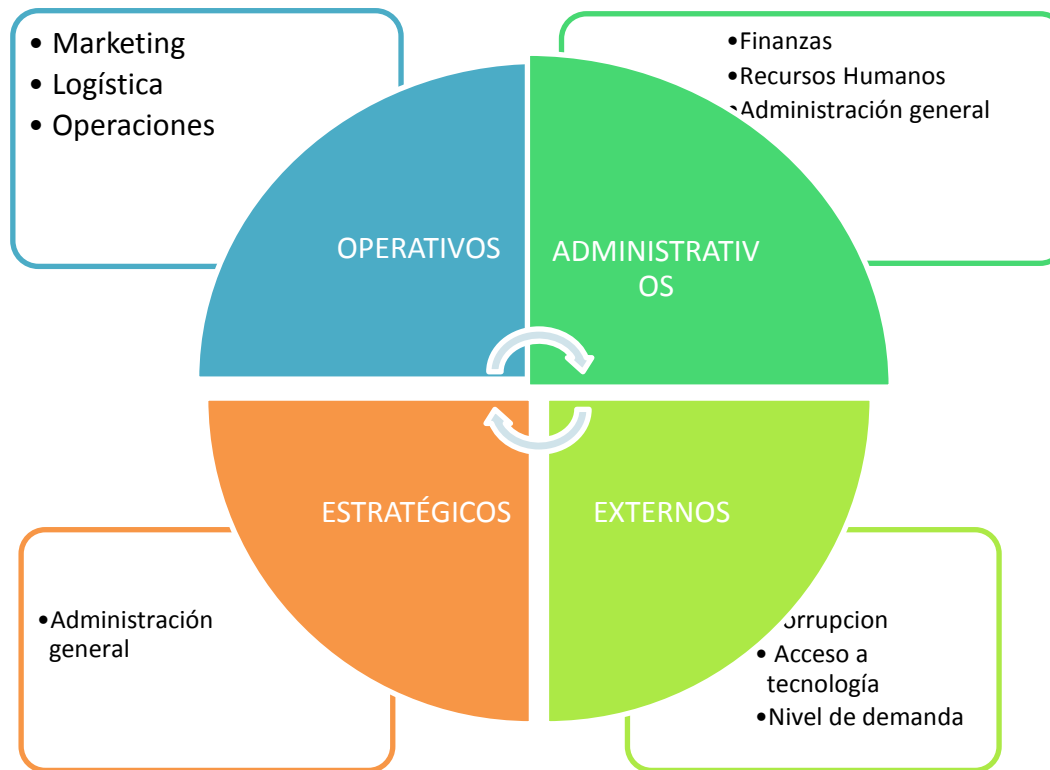 • Marketing
• Logística
• Operaciones
•Finanzas
•Recursos Humanos
•Administración general
OPERATIVOS
ADMINISTRATIV
OS
ESTRATÉGICOS
EXTERNOS
•Administración
general
orrupcion
• Acceso a
tecnología
•Nivel de demanda